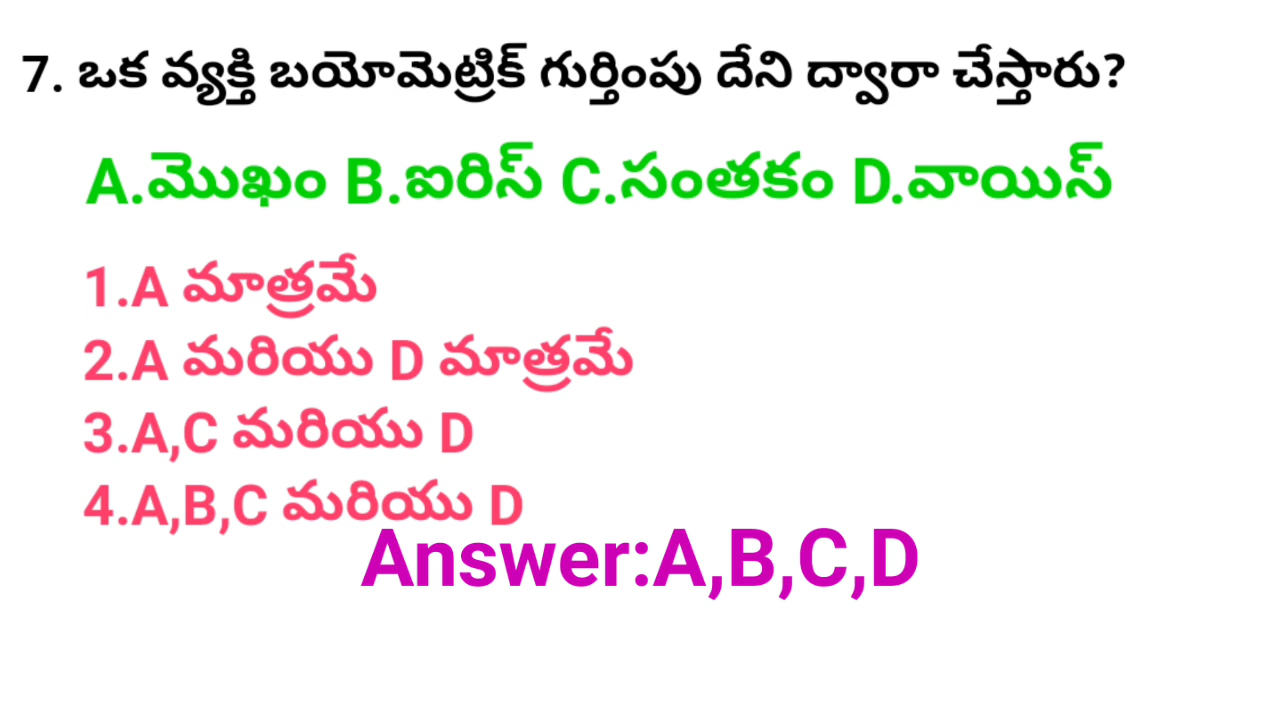 7. ఒక వ్యక్తి బయోమెట్రిక్ గుర్తింపు దేని ద్వారా చేస్తారు?
A.మొఖం B.ఐరిస్ C.సంతకం D.వాయిస్
1.A మాత్రమే
2.A మరియు D మాత్రమే
3.A,C మరియు D
4.A,B,C మరియు D
Answer:A,B,C,D